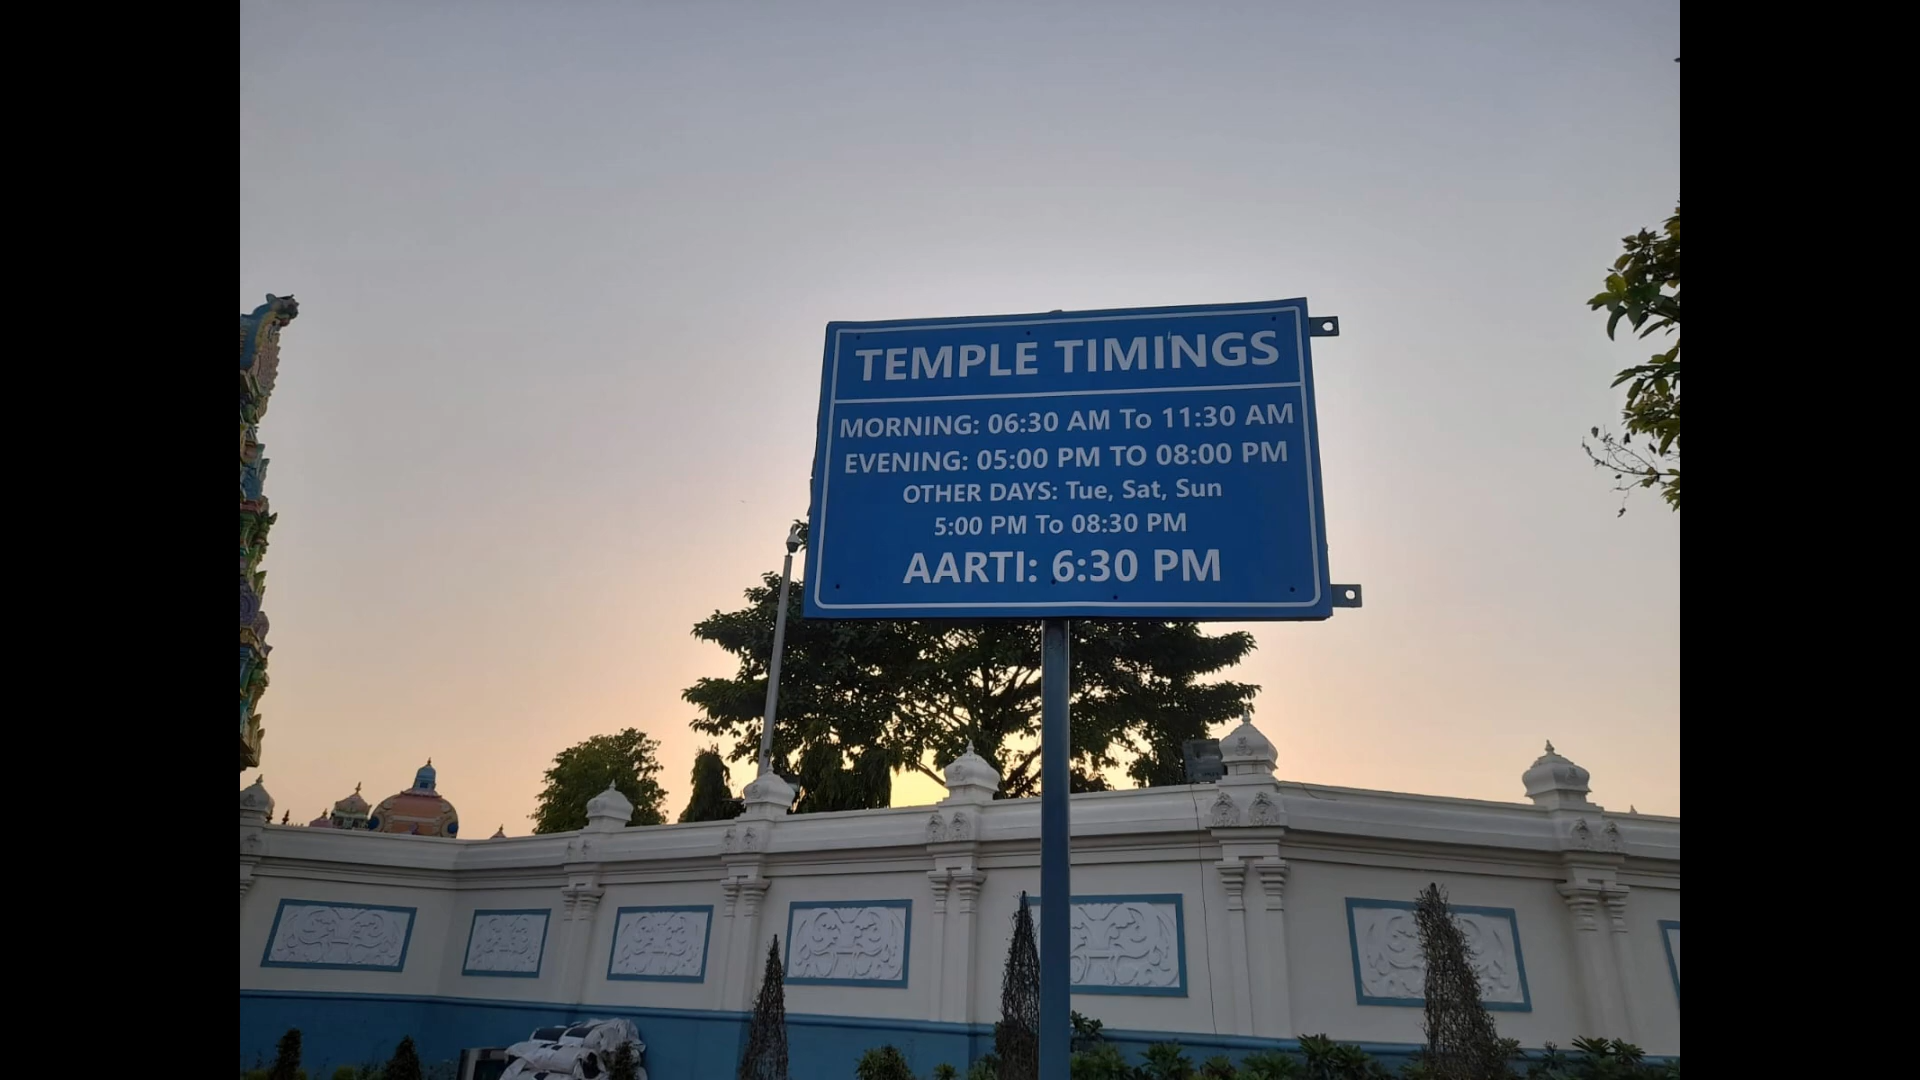 TEMPLE TIMINGS
MORNING: 06:30 AM To 11:30 AM
EVENING: 05:00 PM TO 08:00 PM
OTHER DAYS: Tue, Sat, Sun
5:00 PM To 08:30 PM
AARTI: 6:30 PM